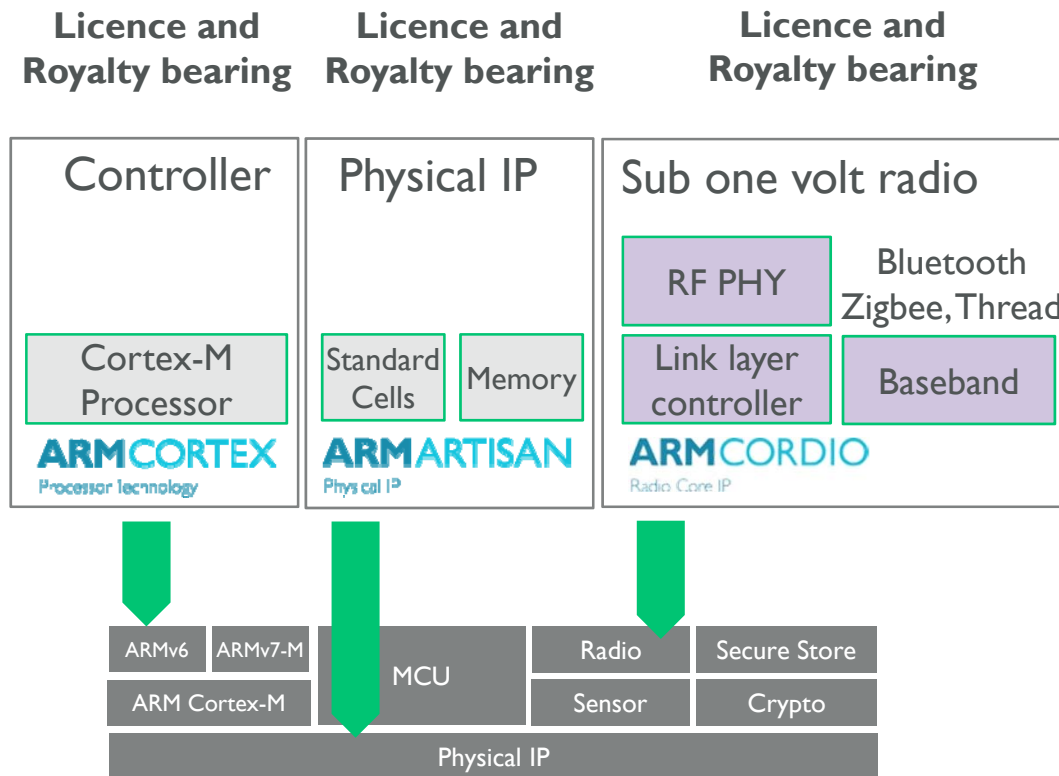 Licence and
Royalty bearing
Licence and
Royalty bearing
Licence and
Royalty bearing
Controller
Cortex-M
Processor
ARMCORTEX
Processor Technology
Physical IP
Standard
Cells
Memory
ARMARTISAN
Physical IP
Sub one volt radio
RF PHY
Bluetooth
Zigbee, Thread
Link layer
controller
Baseband
ARMCORDIO
Radio Core IP
ARMv6
ARMv7-M
ARM Cortex-M
MCU
Radio
Secure Store
Sensor
Crypto
Physical IP